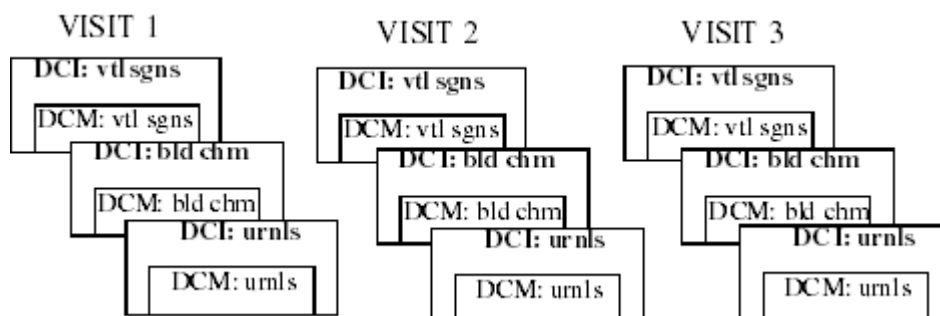 VISIT 1
DCI: vtl sgns
DCM: vtl sgns
DCI: bld chm
DCM: bld chm
DCI: urnls
DCM: urnls
VISIT 2
DCI: vtl sgns
DCM: vtl sgns
DCI: bld chm
DCM: bld chm
DCI: urnls
DCM: urnls
VISIT 3
DCI: vtl sgns
DCM: vtl sgns
DCI: bld chm
DCM: bld chm
DCI: urnls
DCM: urnls